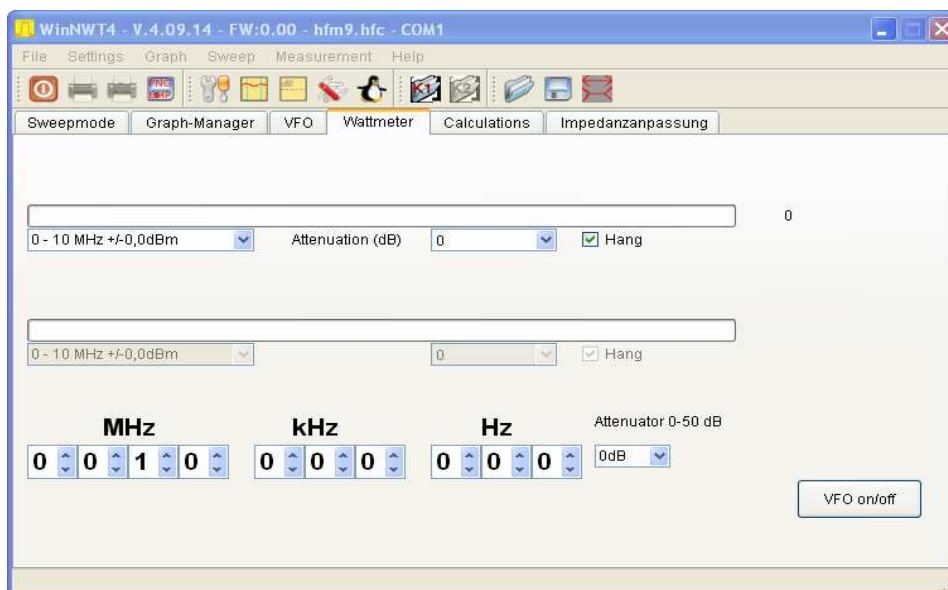 WinNWT4 - V.4.09.14 - FW:0.00 - hfm9.hfc - COM1
File Settings Graph Sweep Measurement Help
PNG
K1
Sweepmode Graph-Manager VFO Wattmeter Calculations Impedanzanpassung
0
0 - 10 MHz +/-0,0dBm Attenuation (dB) 0 Hang
0 - 10 MHz +/-0,0dBm 0 Hang
MHz kHz Hz Attenuator 0-50 dB
0 0 1 0 0 0 0 0 0 0 0dB
VFO on/off